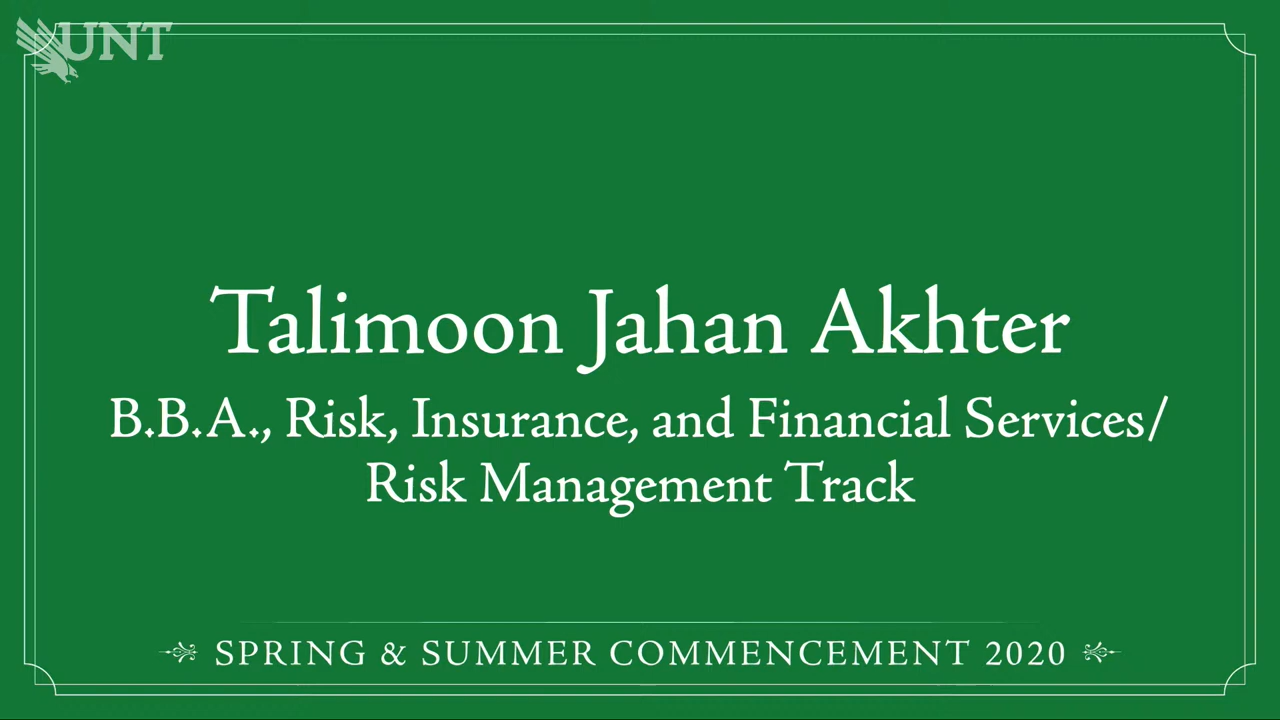 UNT
Talimoon Jahan Akhter
B.B.A., Risk, Insurance, and Financial Services/
Risk Management Track
SPRING & SUMMER COMMENCEMENT 2020